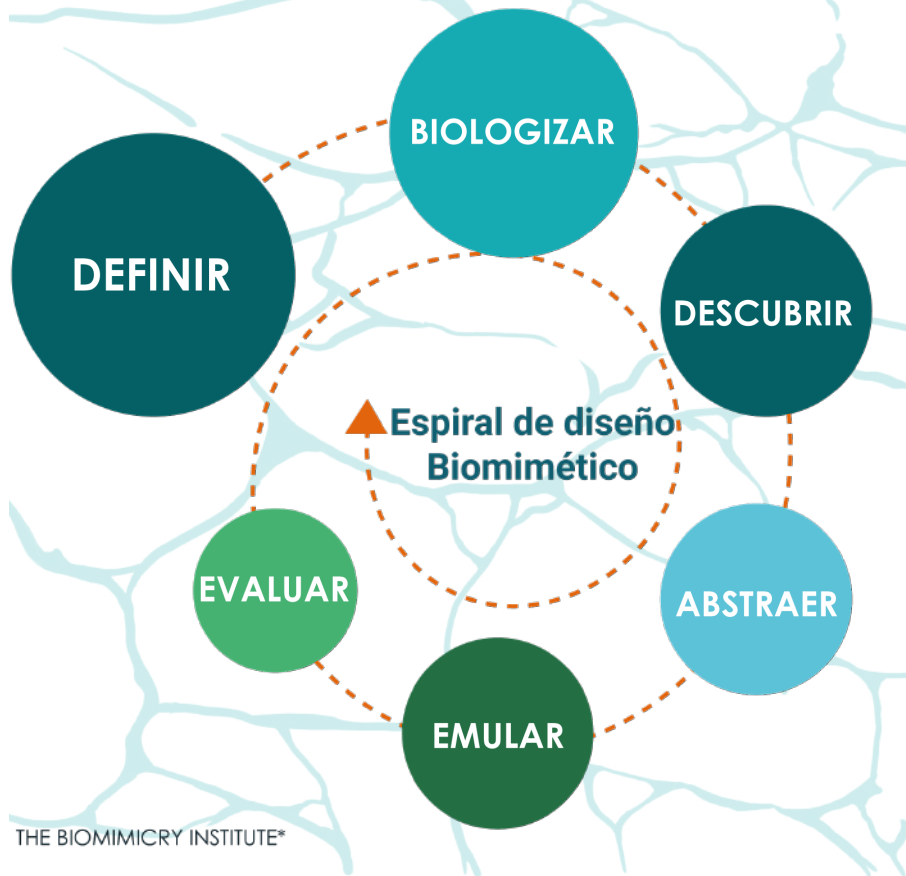 BIOLOGIZAR
DEFINIR
DESCUBRIR
Espiral de diseño
Biomimético
EVALUAR
ABSTRAER
EMULAR
THE BIOMIMICRY INSTITUTE*